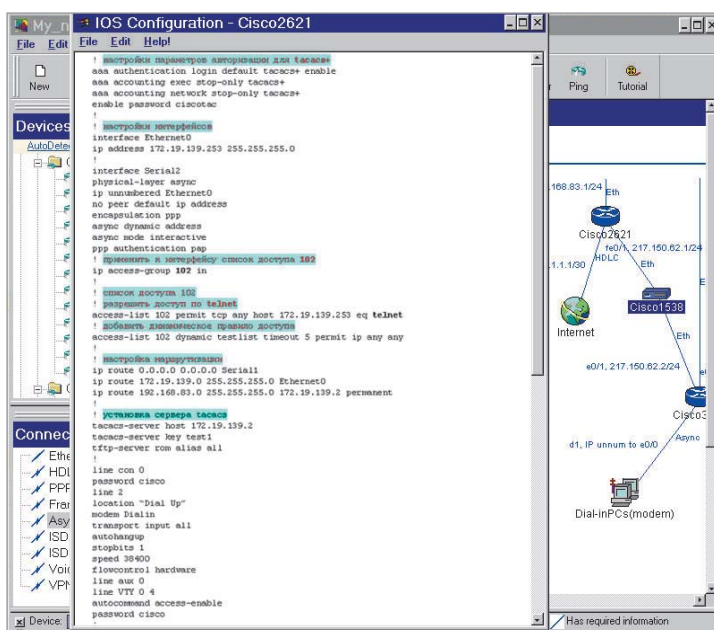 My_n
IOS Configuration - Cisco2621
File Edit
File Edit Help!
New
Ping
Tutorial
Devices
AutoDete
! настройки параметров авторизации для tacacs+
aaa authentication login default tacacs+ enable
aaa accounting exec stop-only tacacs+
aaa accounting network stop-only tacacs+
enable password ciscotac
!
! настройки интерфейсов
interface Ethernet0
ip address 172.19.139.253 255.255.255.0
!
interface Serial2
physical-layer async
ip unnumbered Ethernet0
no peer default ip address
encapsulation ppp
async dynamic address
async mode interactive
ppp authentication pap
! применить к интерфейсу список доступа 102
ip access-group 102 in
!
! список доступа 102
! разрешить доступ по telnet
access-list 102 permit tcp any host 172.19.139.253 eq telnet
! добавить динамическое правило доступа
access-list 102 dynamic testlist timeout 5 permit ip any any
!
! настройка маршрутизации
ip route 0.0.0.0 0.0.0.0 Serial1
ip route 172.19.139.0 255.255.255.0 Ethernet0
ip route 192.168.83.0 255.255.255.0 172.19.139.2 permanent
!
! установка сервера tacacs
tacacs-server host 172.19.139.2
tacacs-server key test1
tftp-server rom alias all
!
line con 0
password cisco
line 2
location "Dial Up"
modem Dialin
transport input all
autohangup
stopbits 1
speed 38400
flowcontrol hardware
line aux 0
line VTY 0 4
autocommand access-enable
password cisco
!
.168.83.1/24
Eth
Cisco2621
fe0/1, 217.150.62.1/24
HDLC
Eth
.1.1.1/30
Cisco1538
Internet
Eth
e0/1, 217.150.62.2/24
Cisco3
Async
d1, IP unnum to e0/0
Dial-inPCs(modem)
Connec
Ethe
HDL
PPP
Fran
Asy
ISD
ISD
Voic
VPN
Device:
Has required information